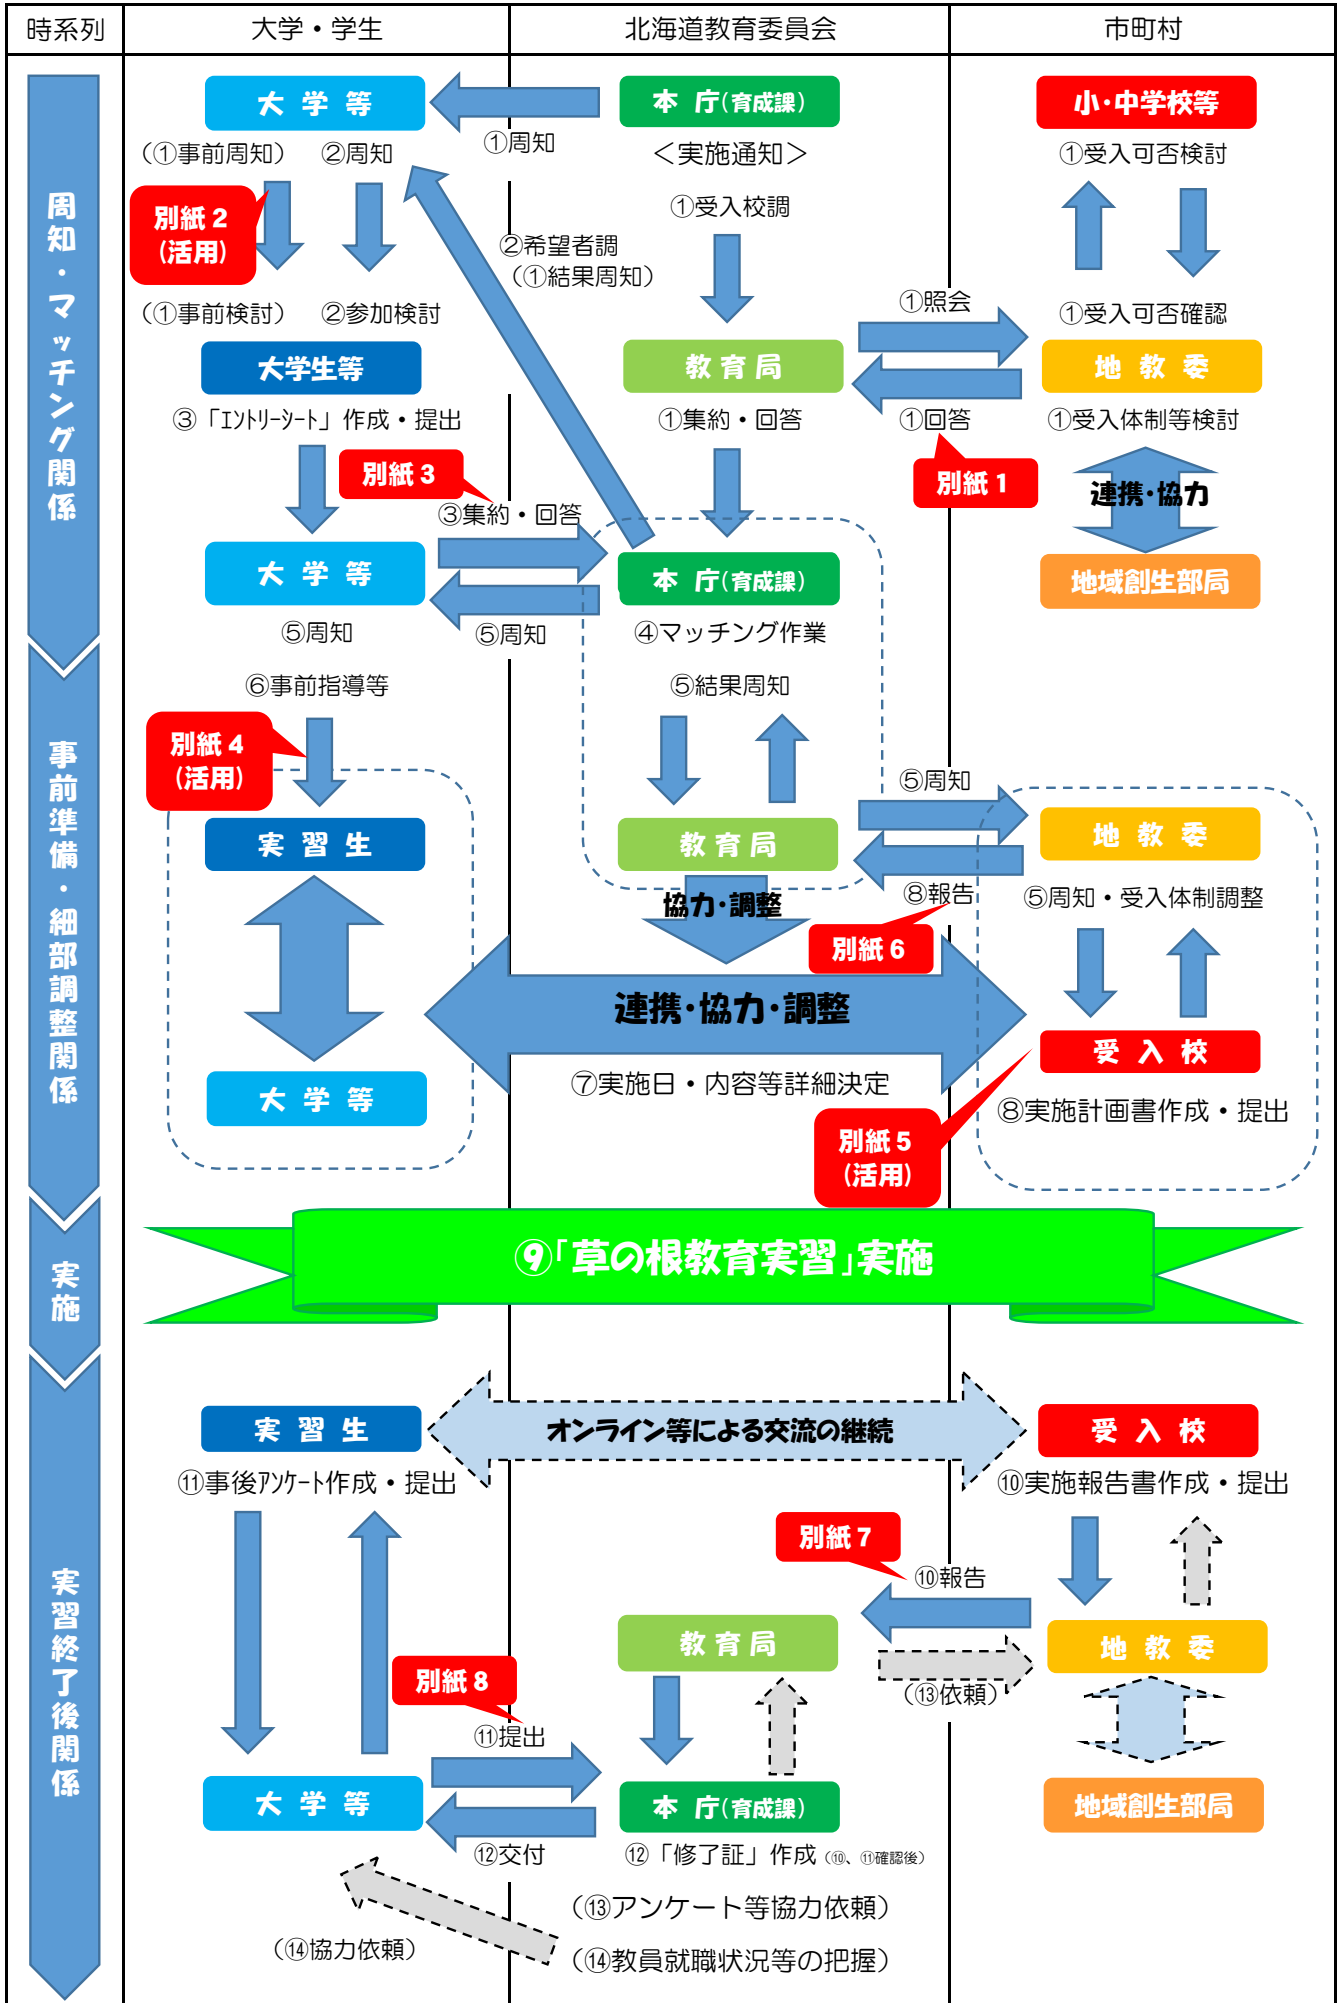 時系列
大学・学生
北海道教育委員会
市町村
周知・マッチング関係
大 学 等
本 庁(育成課)
小・中学校等
(①事前周知)
②周知
①周知
<実施通知>
①受入可否検討
別紙2
(活用)
①受入校調
②希望者調
(①結果周知)
(①事前検討)
②参加検討
①照会
①受入可否確認
大学生等
教 育 局
地 教 委
③「ｴﾝﾄﾘｰｼｰﾄ」作成・提出
①集約・回答
①回答
①受入体制等検討
別紙3
別紙1
連携・協力
③集約・回答
大 学 等
本 庁(育成課)
地域創生部局
⑤周知
⑤周知
④マッチング作業
⑥事前指導等
⑤結果周知
事前準備・細部調整関係
別紙4
(活用)
⑤周知
実 習 生
教 育 局
地 教 委
協力・調整
⑧報告
⑤周知・受入体制調整
別紙6
連携・協力・調整
受 入 校
⑦実施日・内容等詳細決定
大 学 等
⑧実施計画書作成・提出
別紙5
(活用)
実施
⑨「草の根教育実習」実施
実習終了後関係
実 習 生
オンライン等による交流の継続
受 入 校
⑪事後ｱﾝｹｰﾄ作成・提出
⑩実施報告書作成・提出
別紙7
⑩報告
教 育 局
地 教 委
別紙8
(⑬依頼)
⑪提出
大 学 等
本 庁(育成課)
地域創生部局
⑫交付
⑫「修了証」作成(⑩、⑪確認後)
(⑬アンケート等協力依頼)
(⑭協力依頼)
(⑭教員就職状況等の把握)